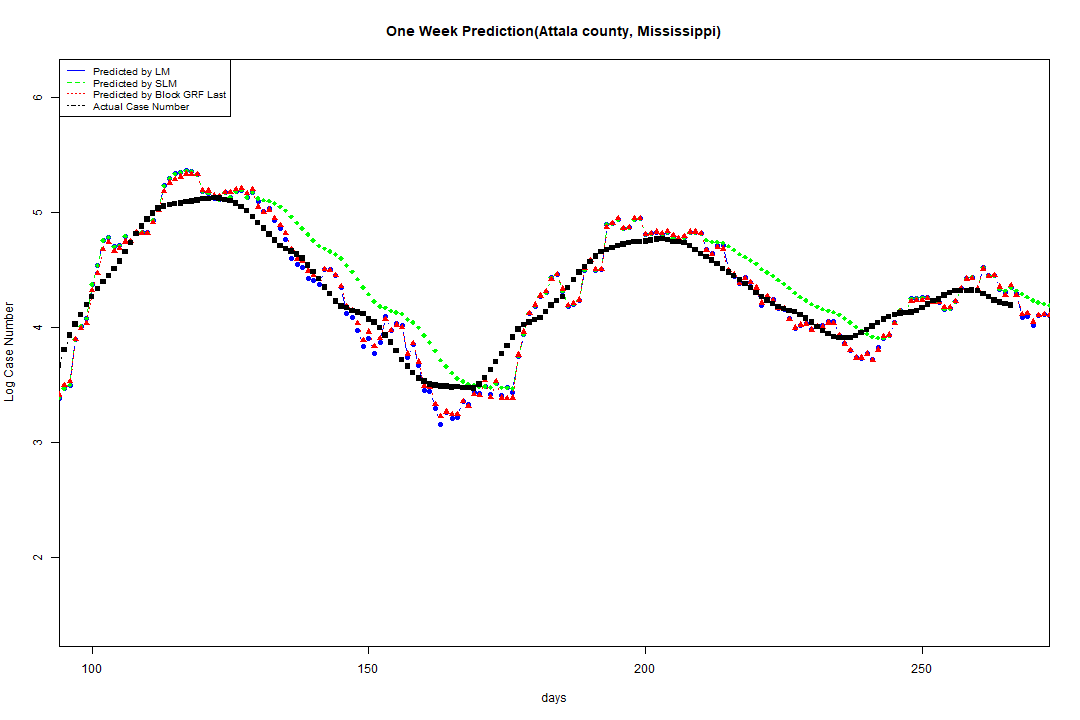 One Week Prediction(Attala county, Mississippi)
Predicted by LM
Predicted by SLM
Predicted by Block GRF Last
Actual Case Number
6
5
4
3
2
Log Case Number
100 150 200 250
days